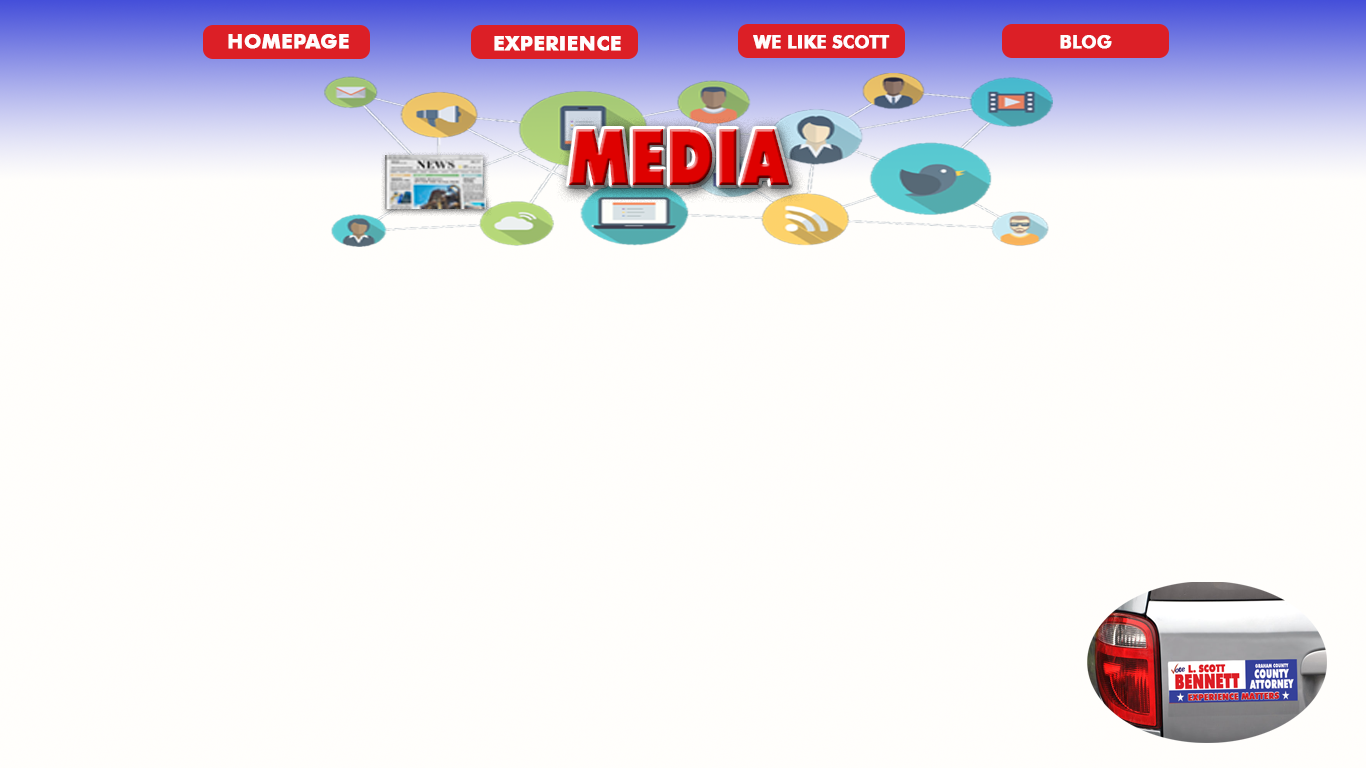 HOMEPAGE
EXPERIENCE
WE LIKE SCOTT
BLOG
NEWS
MEDIA
Vote L. SCOTT
BENNETT
GRAHAM COUNTY
COUNTY
ATTORNEY
★ EXPERIENCE MATTERS ★